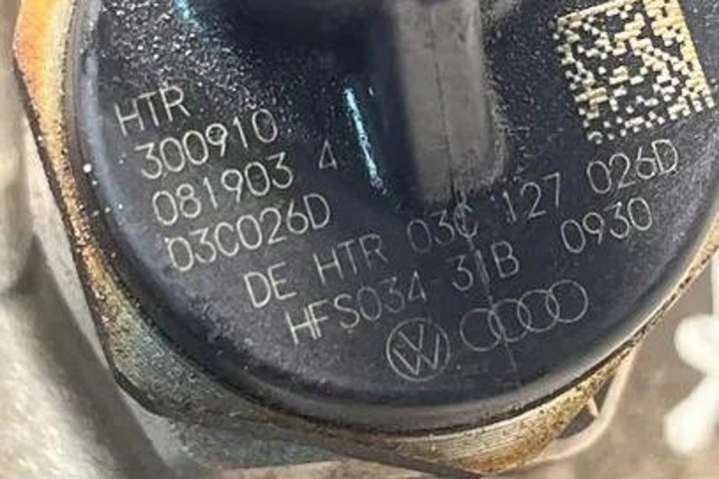 HTR
300910
081903 4
03C026D
DE HTR 03C 127 026D
HFS034-31B 0930